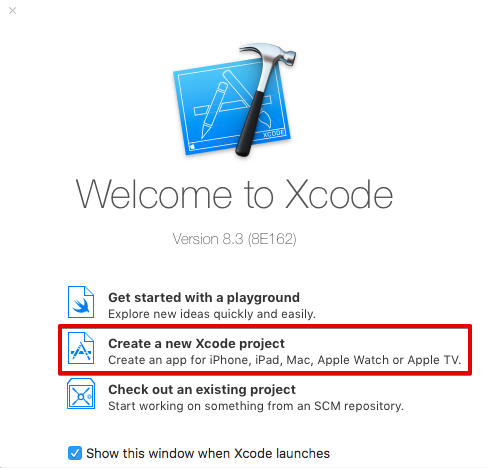 XCODE
Welcome to Xcode
Version 8.3 (8E162)
Get started with a playground
Explore new ideas quickly and easily.
Create a new Xcode project
Create an app for iPhone, iPad, Mac, Apple Watch or Apple TV.
Check out an existing project
Start working on something from an SCM repository.
Show this window when Xcode launches